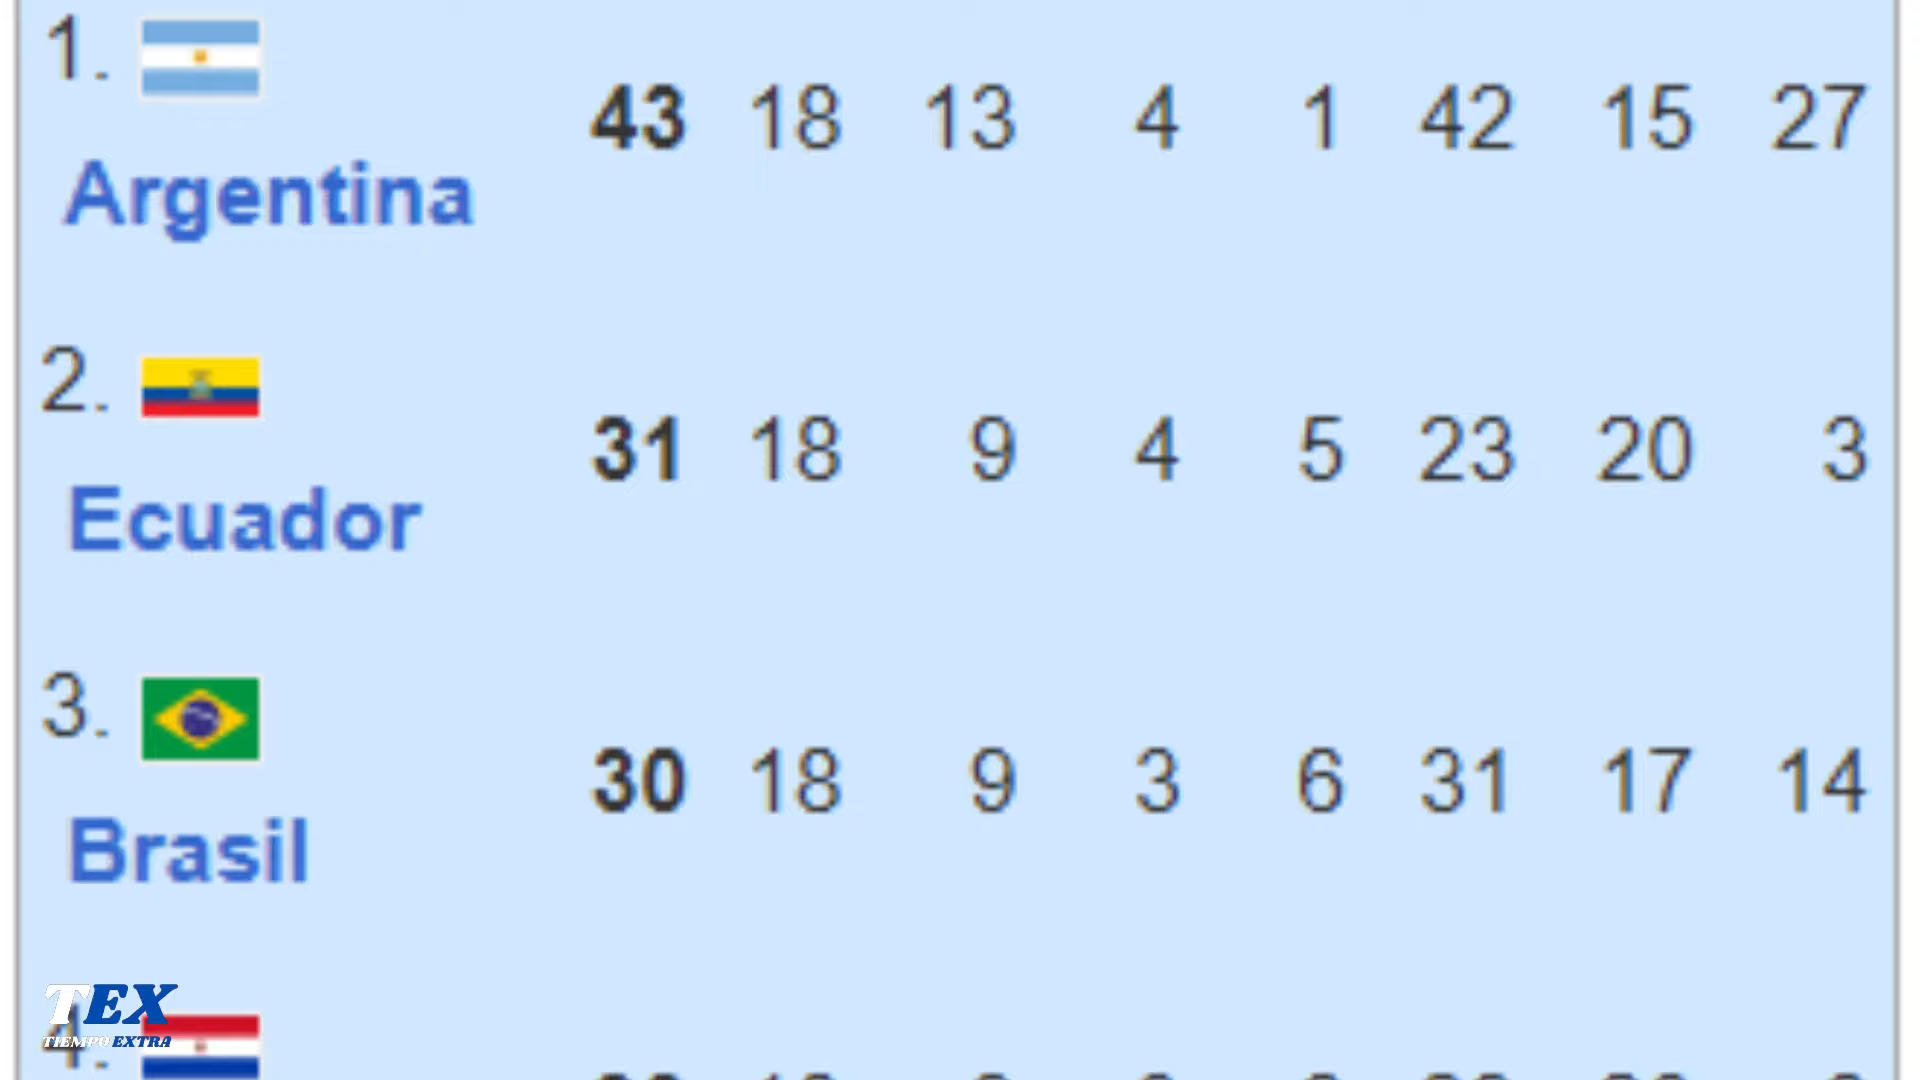 1.
43 18 13 4 1 42 15 27
Argentina
2.
31 18 9 4 5 23 20 3
Ecuador
3.
30 18 9 3 6 31 17 14
Brasil
TEX
4.
TIEMPO EXTRA